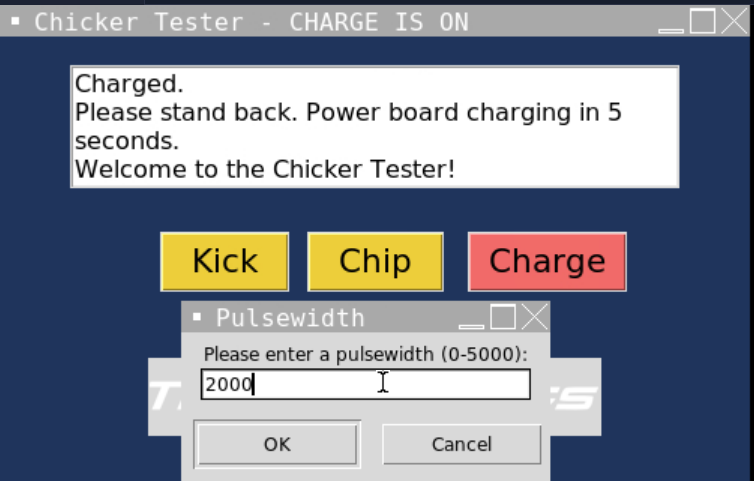 Chicker Tester - CHARGE IS ON
Charged.
Please stand back. Power board charging in 5
seconds.
Welcome to the Chicker Tester!
Kick
Chip
Charge
Pulsewidth
Please enter a pulsewidth (0-5000):
2000
OK
Cancel